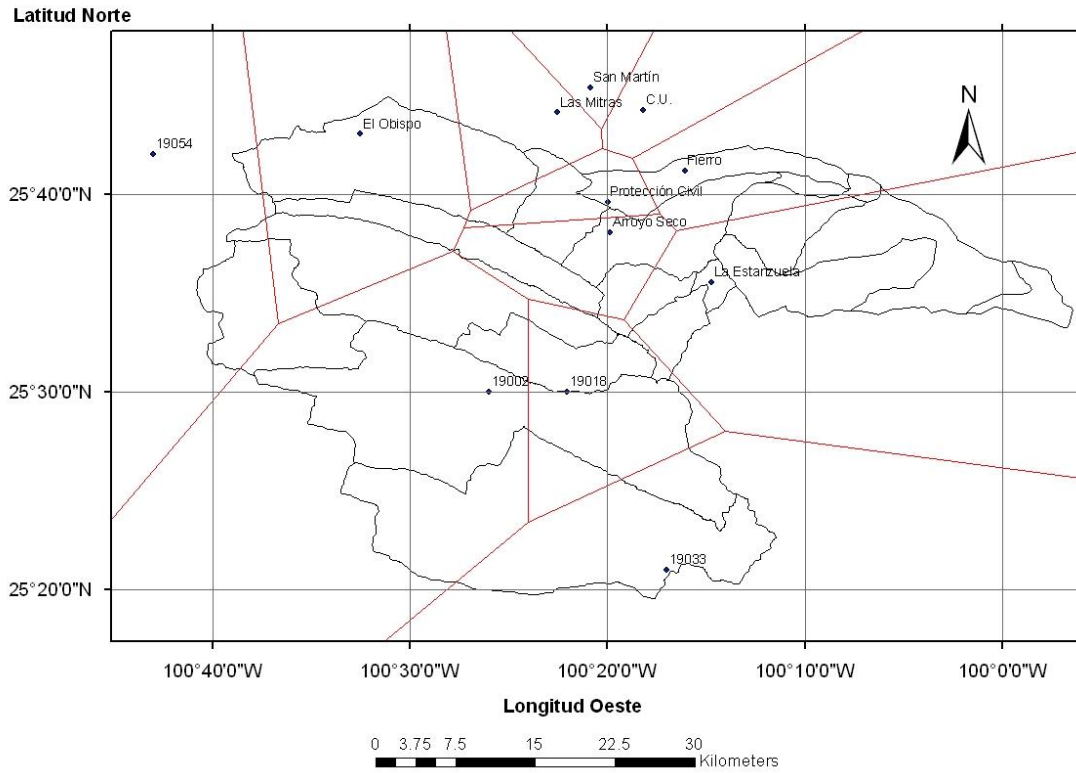 Latitud Norte
San Martín
Las Mitras
C.U.
N
El Obispo
19054
Fierro
25°40'0"N
Protección Civil
Arroyo Seco
La Estanzuela
19002
19018
25°30'0"N
19033
25°20'0"N
100°40'0"W
100°30'0"W
100°20'0"W
100°10'0"W
100°0'0"W
Longitud Oeste
0 3.75 7.5 15 22.5 30
Kilometers